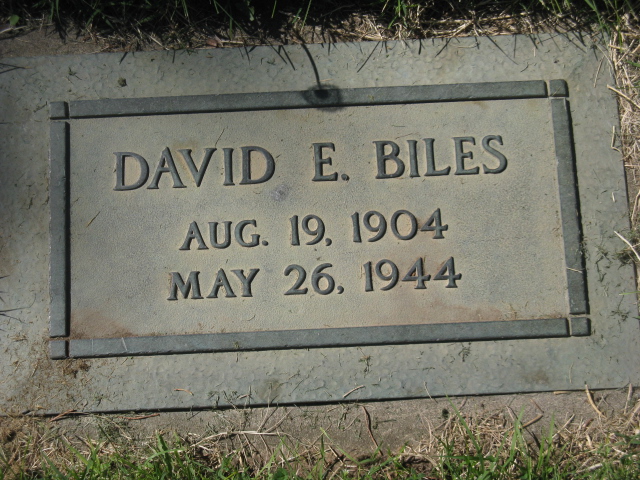 DAVID E. BILES
AUG. 19, 1904
MAY 26, 1944